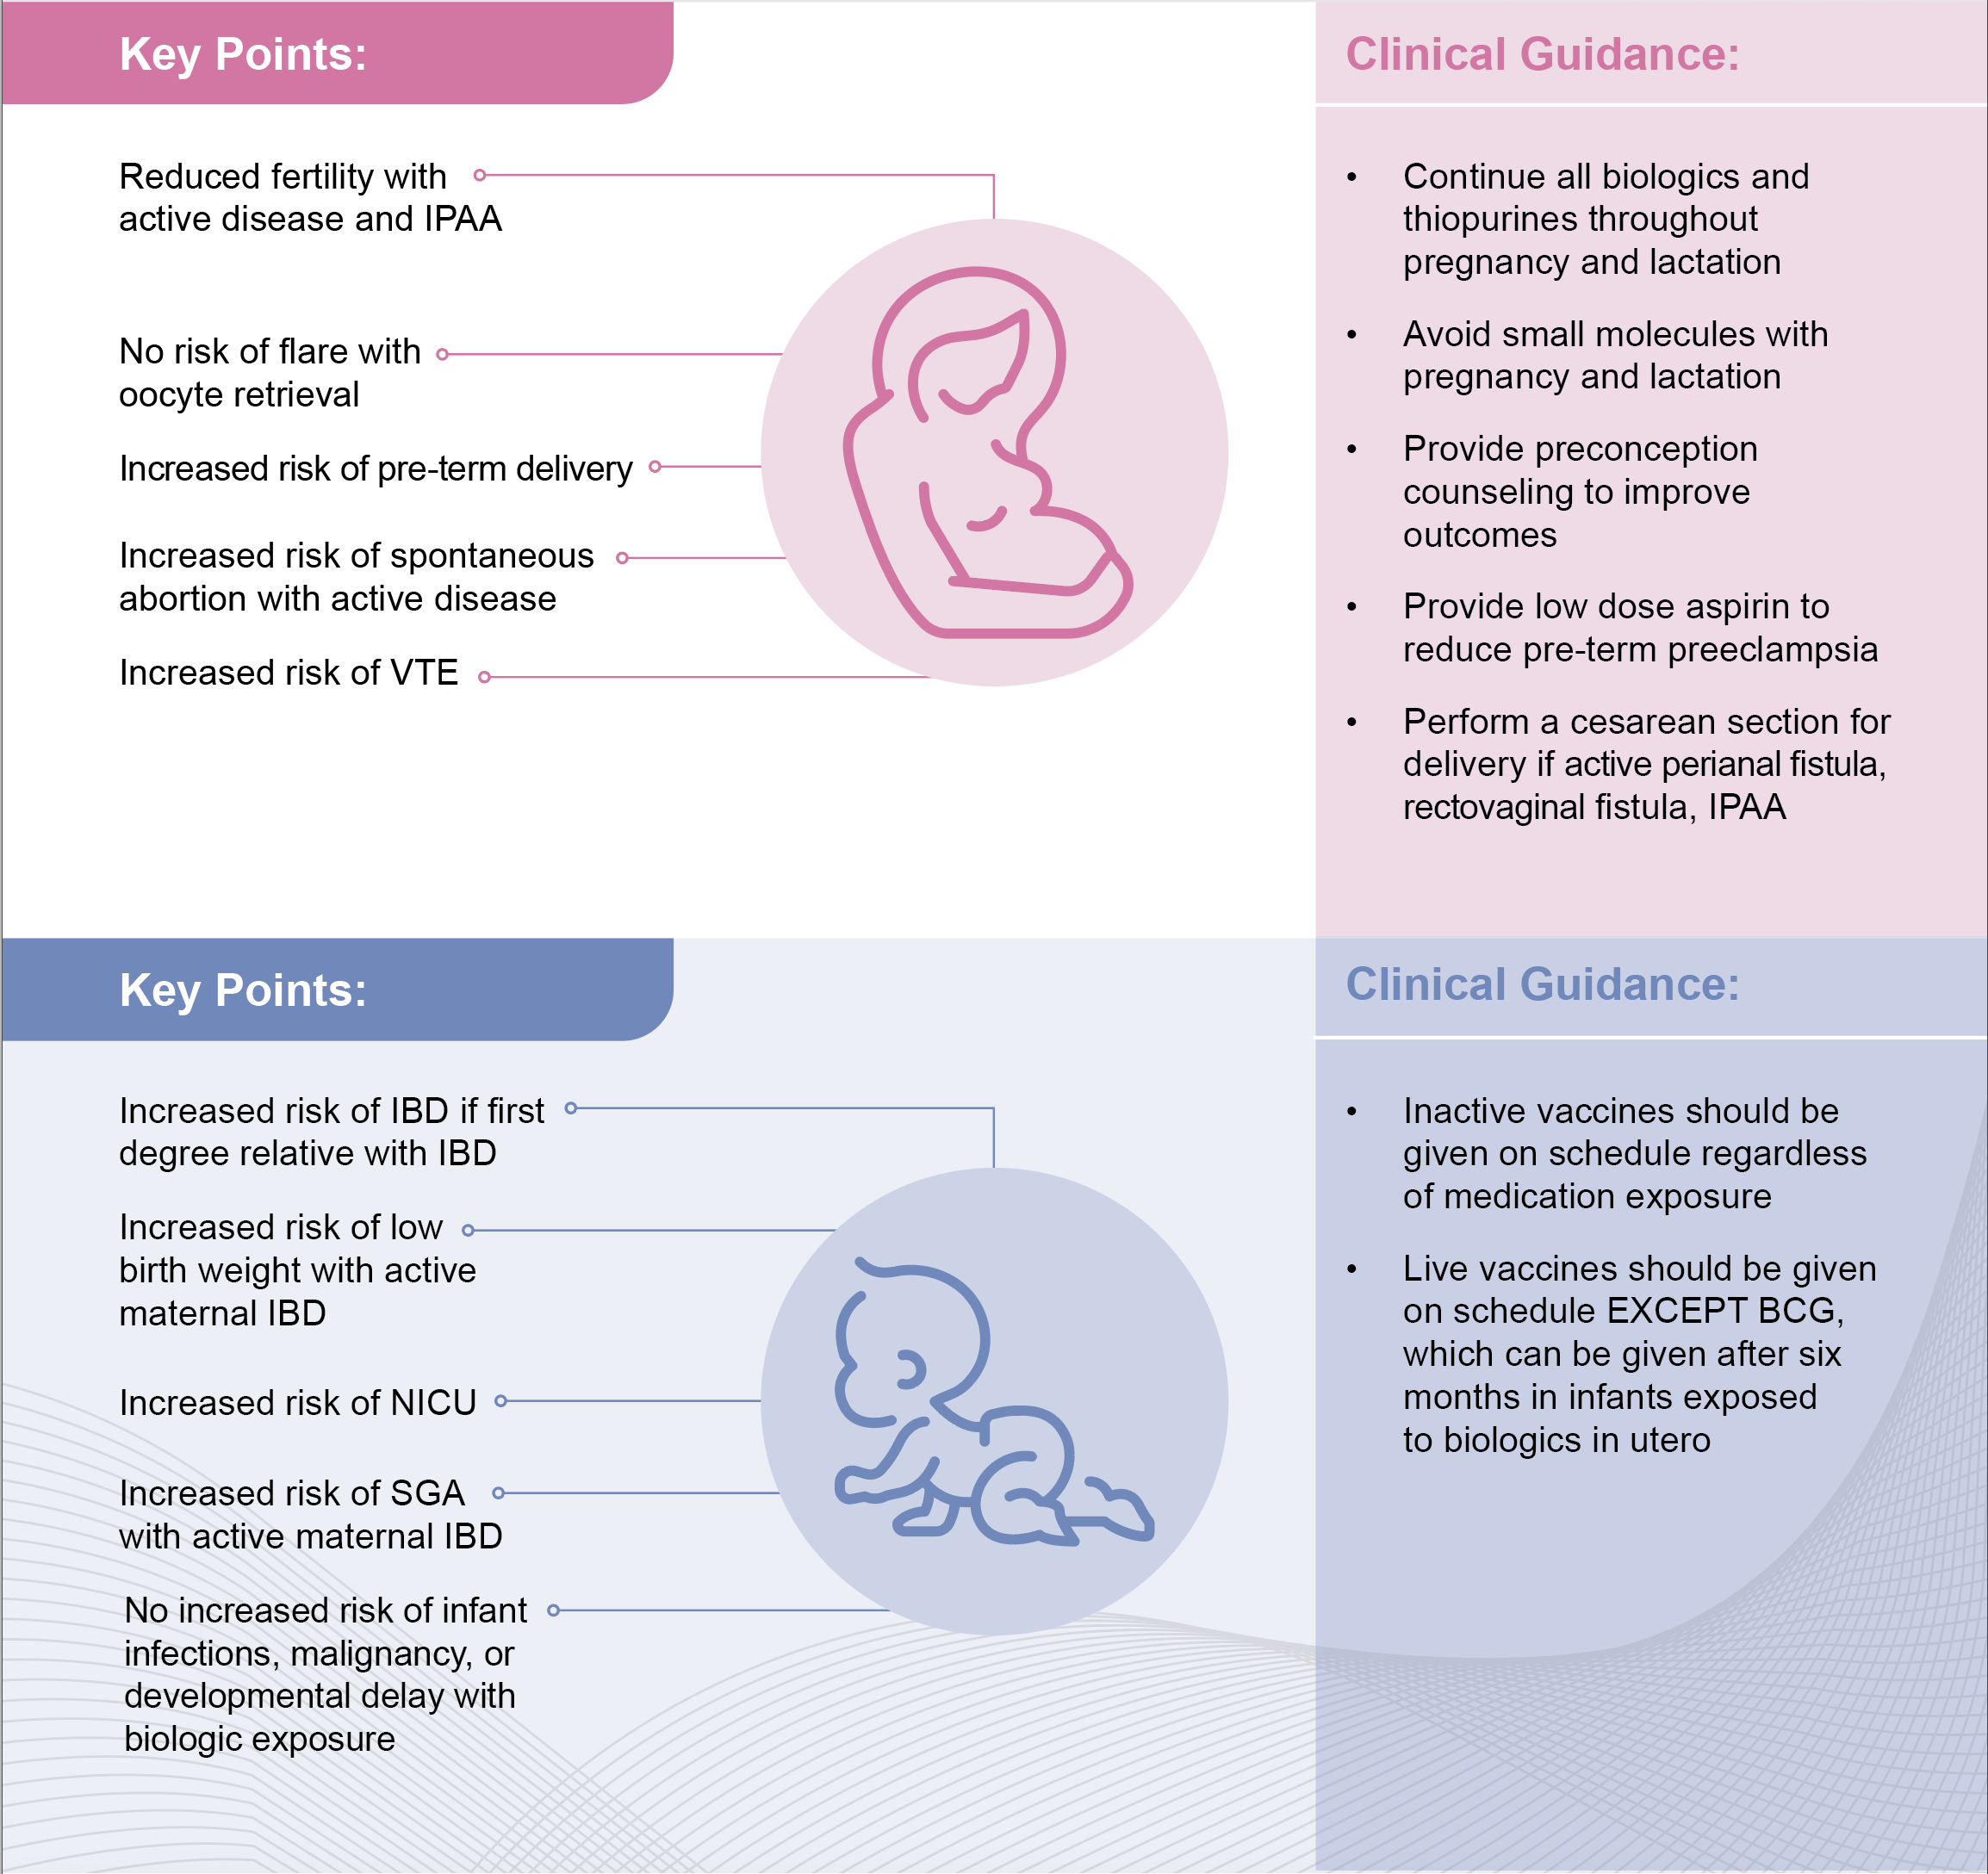 Key Points:
Reduced fertility with
active disease and IPAA
No risk of flare with
oocyte retrieval
Increased risk of pre-term delivery
Increased risk of spontaneous
abortion with active disease
Increased risk of VTE
Clinical Guidance:
• Continue all biologics and
thiopurines throughout
pregnancy and lactation
• Avoid small molecules with
pregnancy and lactation
• Provide preconception
counseling to improve
outcomes
• Provide low dose aspirin to
reduce pre-term preeclampsia
• Perform a cesarean section for
delivery if active perianal fistula,
rectovaginal fistula, IPAA
Key Points:
Increased risk of IBD if first
degree relative with IBD
Increased risk of low
birth weight with active
maternal IBD
Increased risk of NICU
Increased risk of SGA
with active maternal IBD
No increased risk of infant
infections, malignancy, or
developmental delay with
biologic exposure
Clinical Guidance:
• Inactive vaccines should be
given on schedule regardless
of medication exposure
• Live vaccines should be given
on schedule EXCEPT BCG,
which can be given after six
months in infants exposed
to biologics in utero